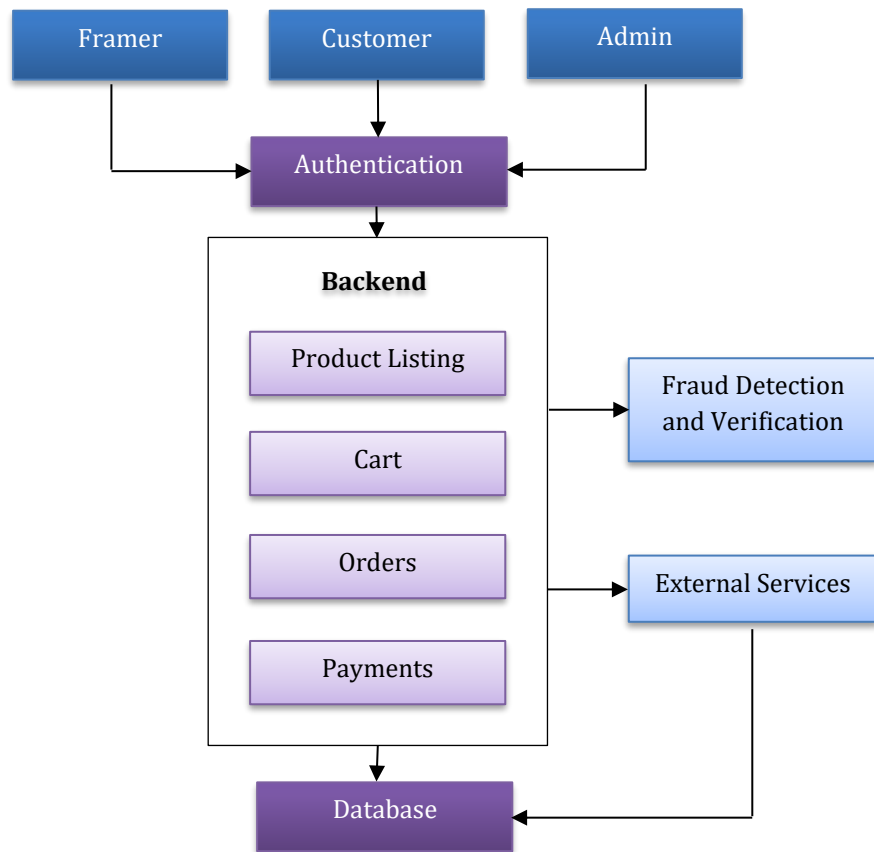 Framer
Customer
Admin
Authentication
Backend
Product Listing
Cart
Orders
Payments
Fraud Detection
and Verification
External Services
Database